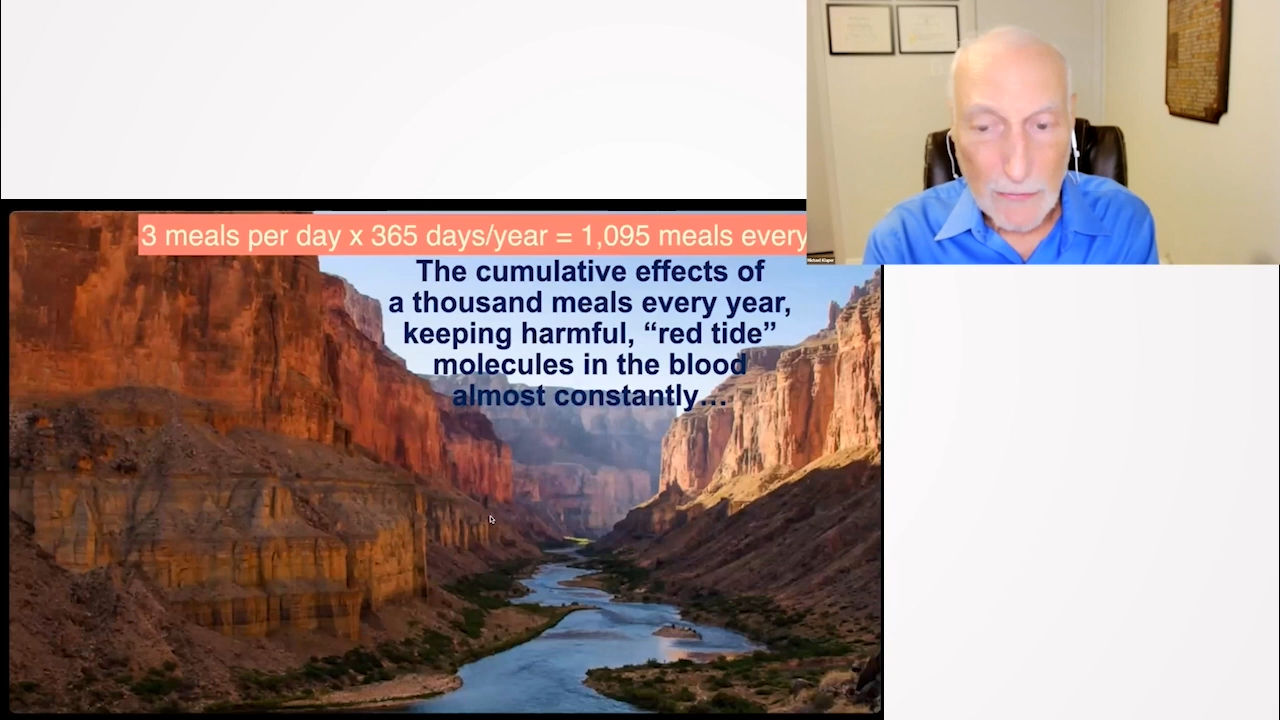 3 meals per day x 365 days/year = 1,095 meals every
The cumulative effects of
a thousand meals every year,
keeping harmful, “red tide”
molecules in the blood
almost constantly…